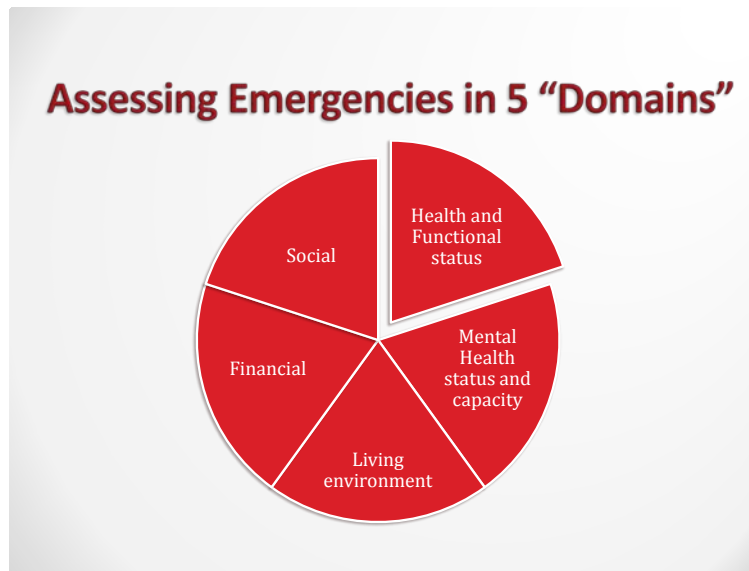 Assessing Emergencies in 5 “Domains”
Health and
Functional
status
Mental
Health
status and
capacity
Living
environment
Financial
Social